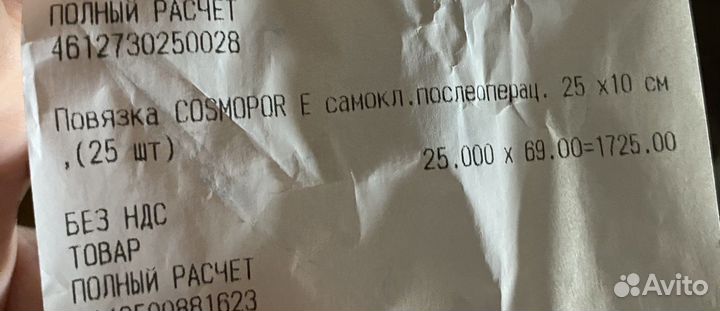 ПОЛНЫЙ РАСЧЕТ
4612730250028
Повязка COSMOPOR E самокл.послеоперац. 25 x10 см
,(25 шт)
25.000 x 69.00=1725.00
БЕЗ НДС
ТОВАР
ПОЛНЫЙ РАСЧЕТ
Avito